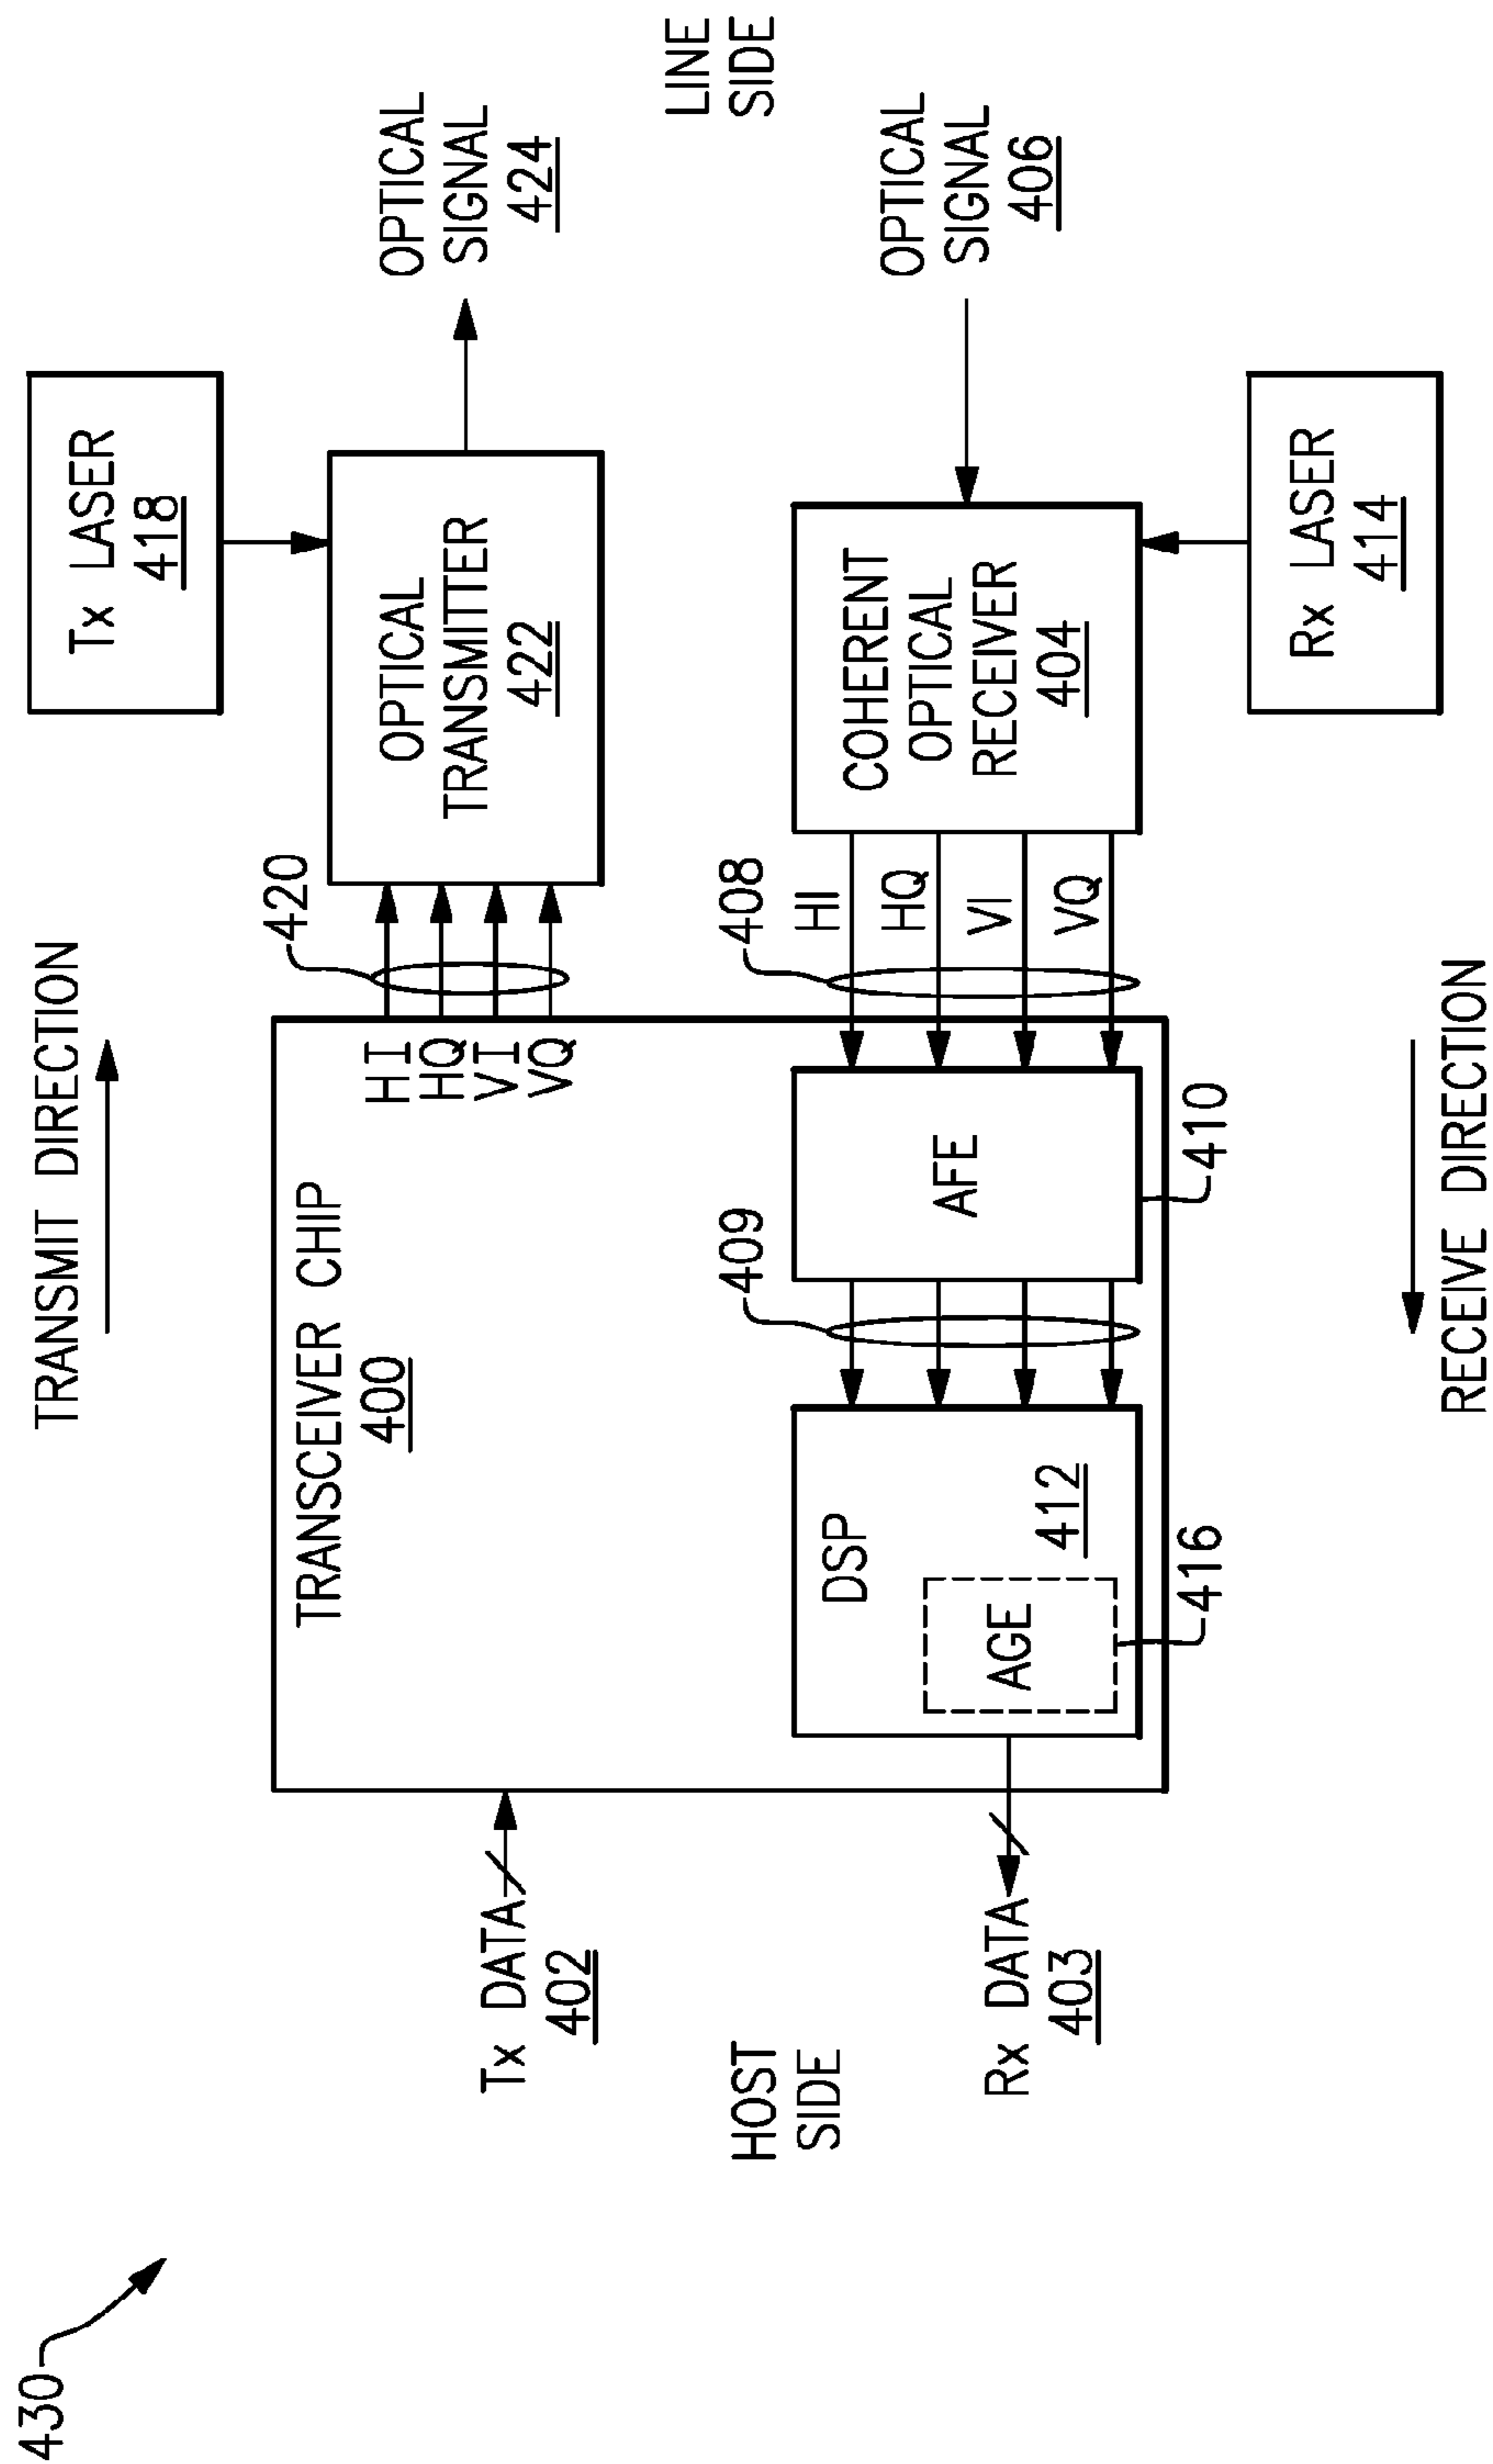 TRANSMIT DIRECTION
Tx LASER
418
TRANSCEIVER CHIP
400
420
HI
HQ
VI
VQ
OPTICAL
TRANSMITTER
422
OPTICAL
SIGNAL
424
Tx DATA
402
HOST
SIDE
LINE
SIDE
Rx DATA
403
DSP
412
AGE
416
409
AFE
410
408
HI
HQ
VI
VQ
COHERENT
OPTICAL
RECEIVER
404
OPTICAL
SIGNAL
406
Rx LASER
414
RECEIVE DIRECTION
430